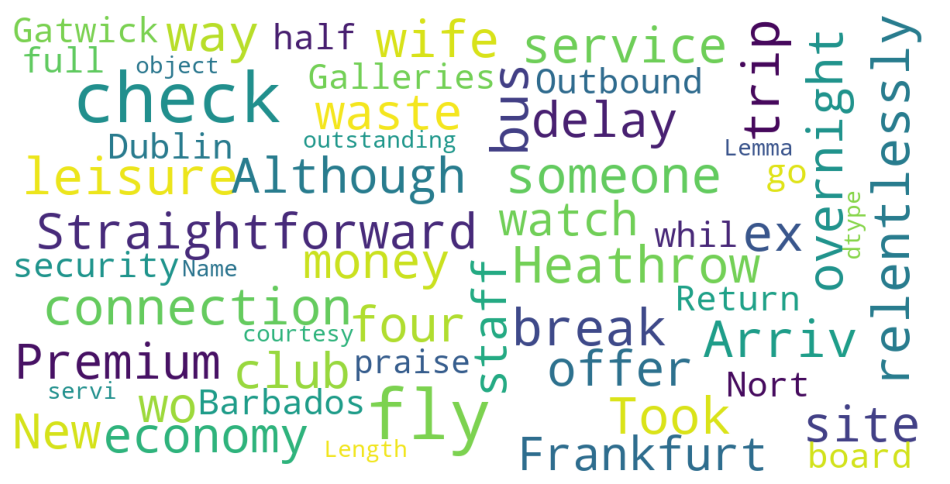 Gatwick way half wife service trip overnight relentlessly
full object Galleries bus Outbound
check waste delay
Dublin outstanding Lemma
leisure Although someone go
Straightforward watch whil ex dtype
security Name money staff Heathrow
connection four break Return Arriv
courtesy
Premium club praise offer Nort
servi wo Barbados fly Took site
New economy Length Frankfurt board